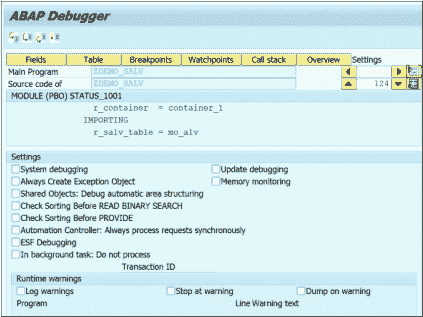 ABAP Debugger
Fields Table Breakpoints Watchpoints Call stack Overview Settings
Main Program ZDEMO_SALV
Source code of ZDEMO_SALV 124
MODULE (PBO) STATUS_1001
r_container = container_1
IMPORTING
r_salv_table = mo_alv
Settings
System debugging Update debugging
Always Create Exception Object Memory monitoring
Shared Objects: Debug automatic area structuring
Check Sorting Before READ BINARY SEARCH
Check Sorting Before PROVIDE
Automation Controller: Always process requests synchronously
ESF Debugging
In background task: Do not process
Transaction ID
Runtime warnings
Log warnings Stop at warning Dump on warning
Program Line Warning text